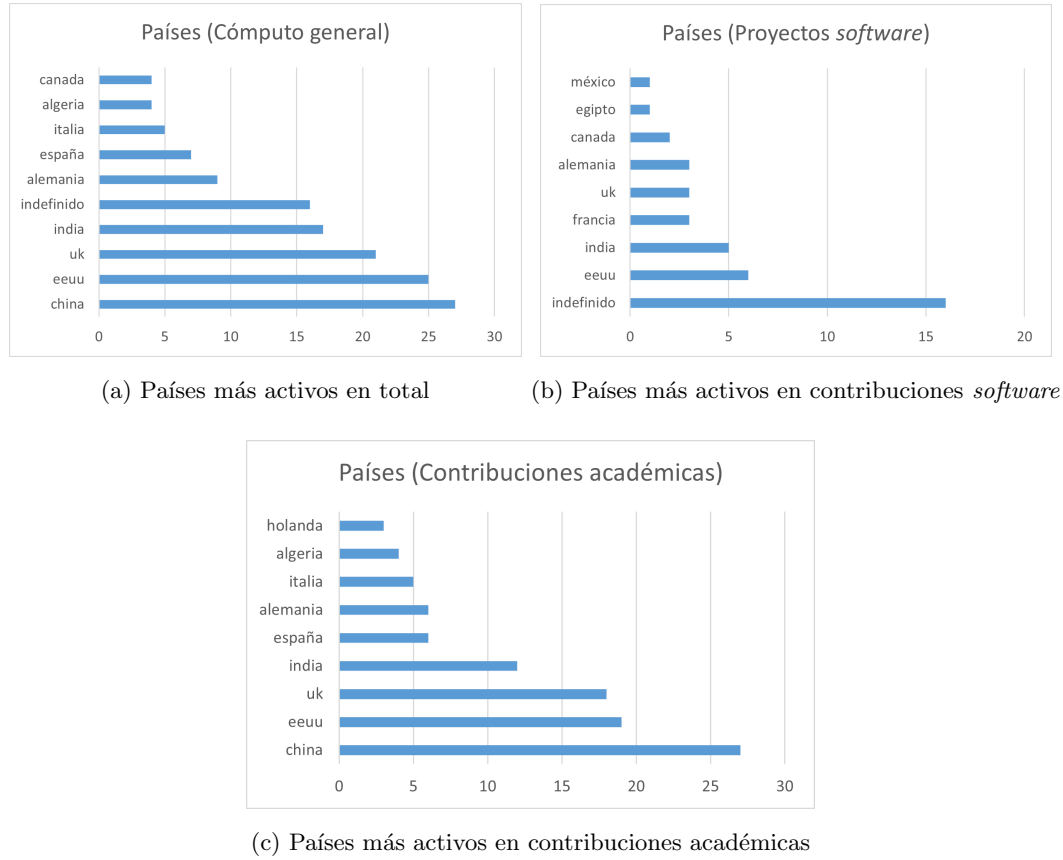 Países (Cómputo general)
canada
algeria
italia
españa
alemania
indefinido
india
uk
eeuu
china
0 5 10 15 20 25 30
(a) Países más activos en total
Países (Proyectos software)
méxico
egipto
canada
alemania
uk
francia
india
eeuu
indefinido
0 5 10 15 20
(b) Países más activos en contribuciones software
Países (Contribuciones académicas)
holanda
algeria
italia
alemania
españa
india
uk
eeuu
china
0 5 10 15 20 25 30
(c) Países más activos en contribuciones académicas